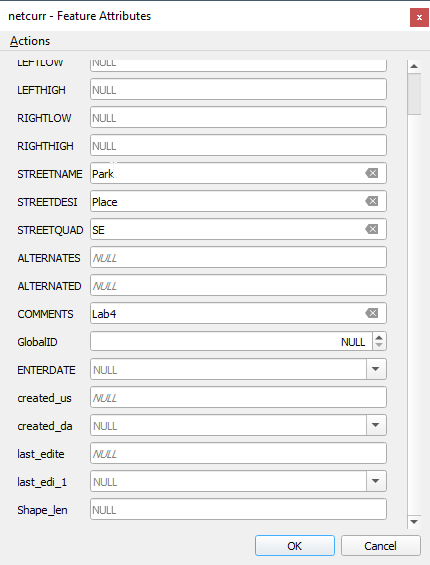 netcurr - Feature Attributes
x
Actions
LEFTLOW NULL
LEFTHIGH NULL
RIGHTLOW NULL
RIGHTHIGH NULL
STREETNAME Park
STREETDESI Place
STREETQUAD SE
ALTERNATES NULL
ALTERNATED NULL
COMMENTS Lab4
GlobalID NULL
ENTERDATE NULL
created_us NULL
created_da NULL
last_edite NULL
last_edi_1 NULL
Shape_len NULL
OK Cancel